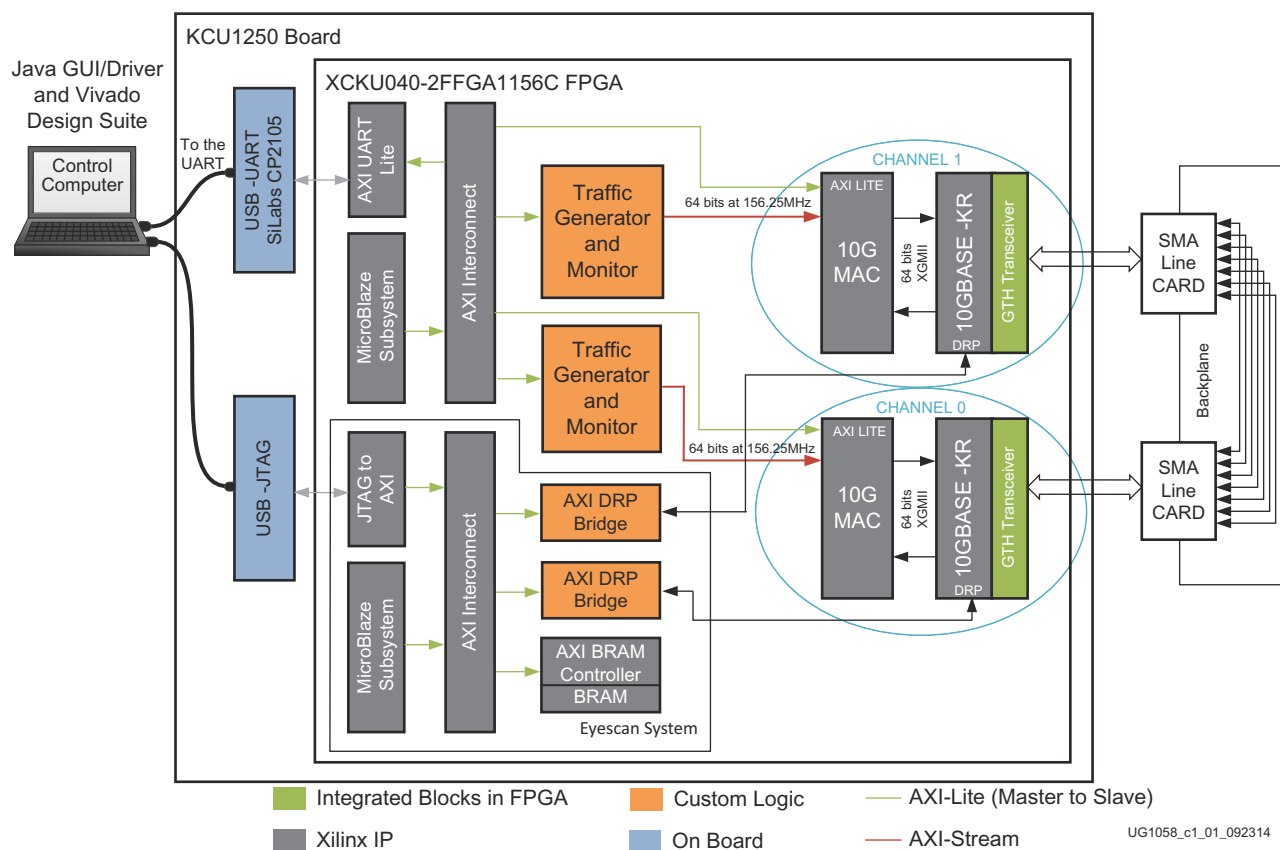 KCU1250 Board
Java GUI/Driver
and Vivado
Design Suite
To the
UART
Control
Computer
USB -UART
SiLabs CP2105
USB -JTAG
XCKU040-2FFGA1156C FPGA
AXI UART
Lite
MicroBlaze
Subsystem
AXI Interconnect
Traffic
Generator
and
Monitor
64 bits at 156.25MHz
Traffic
Generator
and
Monitor
64 bits at 156.25MHz
CHANNEL 1
AXI LITE
10G
MAC
64 bits
XGMII
10GBASE -KR
DRP
GTH Transceiver
CHANNEL 0
AXI LITE
10G
MAC
64 bits
XGMII
10GBASE -KR
DRP
GTH Transceiver
SMA
Line
CARD
Backplane
SMA
Line
CARD
JTAG to
AXI
MicroBlaze
Subsystem
AXI Interconnect
AXI DRP
Bridge
AXI DRP
Bridge
AXI BRAM
Controller
BRAM
Eyescan System
Integrated Blocks in FPGA
Custom Logic
AXI-Lite (Master to Slave)
Xilinx IP
On Board
AXI-Stream
UG1058_c1_01_092314